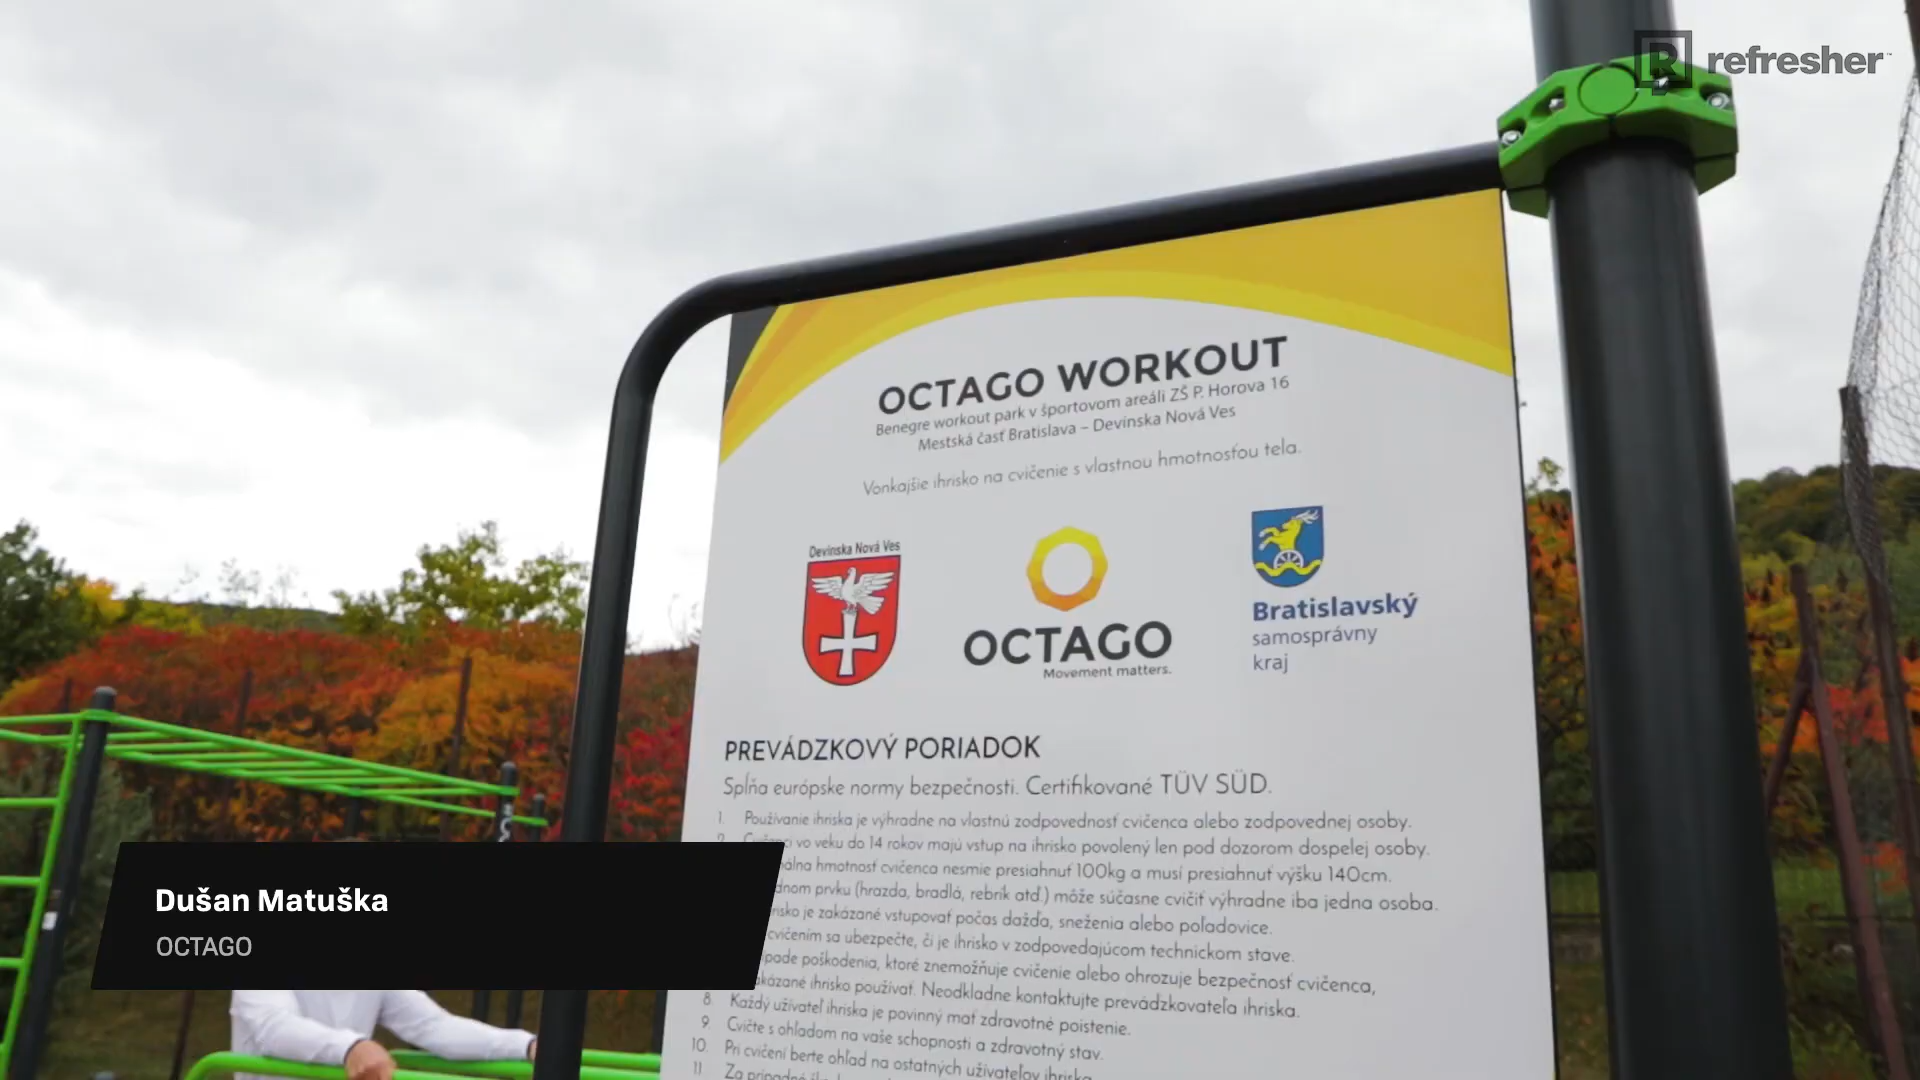 refresher
OCTAGO WORKOUT
Benegre workout park v športovom areáli ZŠ P. Horova 16
Mestská časť Bratislava – Devínska Nová Ves
Vonkajšie ihrisko na cvičenie s vlastnou hmotnosťou tela.
Devínska Nová Ves
OCTAGO
Movement matters.
Bratislavský
samosprávny
kraj
PREVÁDZKOVÝ PORIADOK
Spĺňa európske normy bezpečnosti. Certifikované TÜV SÜD.
1. Používanie ihriska je výhradne na vlastnú zodpovednosť cvičenca alebo zodpovednej osoby.
2. vo veku do 14 rokov majú vstup na ihrisko povolený len pod dozorom dospelej osoby.
hmotnosť cvičenca nesmie presiahnuť 100kg a musí presiahnuť výšku 140cm.
prvku (hrazda, bradlá, rebrík atď.) môže súčasne cvičiť výhradne iba jedna osoba.
je zakázané vstupovať počas dažďa, sneženia alebo poľadovice.
cvičením sa ubezpečte, či je ihrisko v zodpovedajúcom technickom stave.
poškodenia, ktoré znemožňuje cvičenie alebo ohrozuje bezpečnosť cvičenca,
ihrisko používať. Neodkladne kontaktujte prevádzkovateľa ihriska.
8. Každý užívateľ ihriska je povinný mať zdravotné poistenie.
9. Cvičte s ohľadom na vaše schopnosti a zdravotný stav.
10. Pri cvičení berte ohľad na ostatných užívateľov ihriska
11. Za
Dušan Matuška
OCTAGO